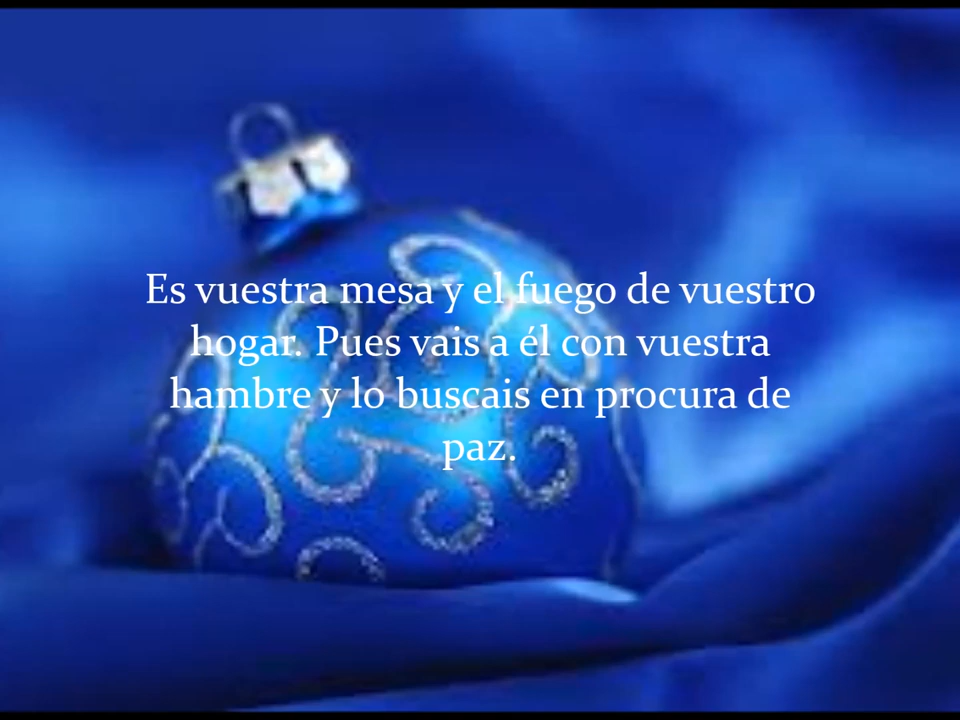 Es vuestra mesa y el fuego de vuestro
hogar. Pues vais a él con vuestra
hambre y lo buscais en procura de
paz.